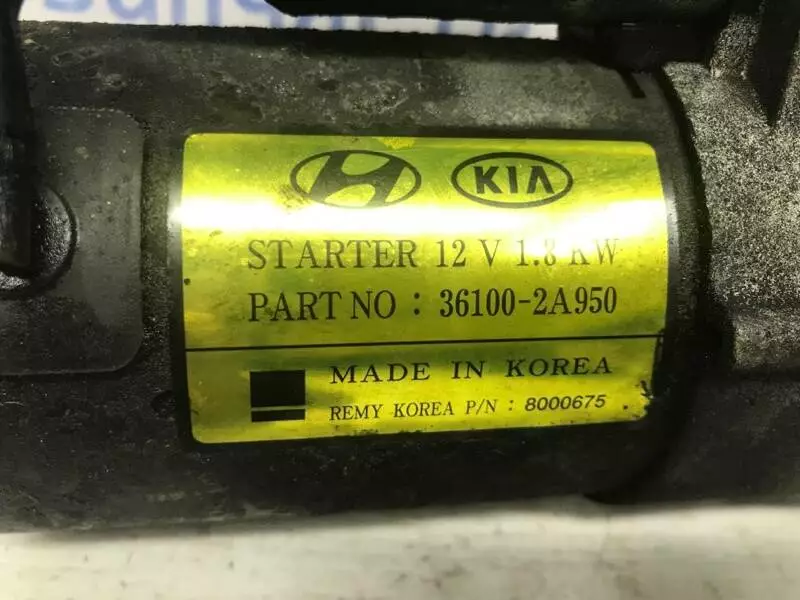 KIA
STARTER 12 V 1.8 KW
PART NO : 36100-2A950
MADE IN KOREA
REMY KOREA P/N : 8000675